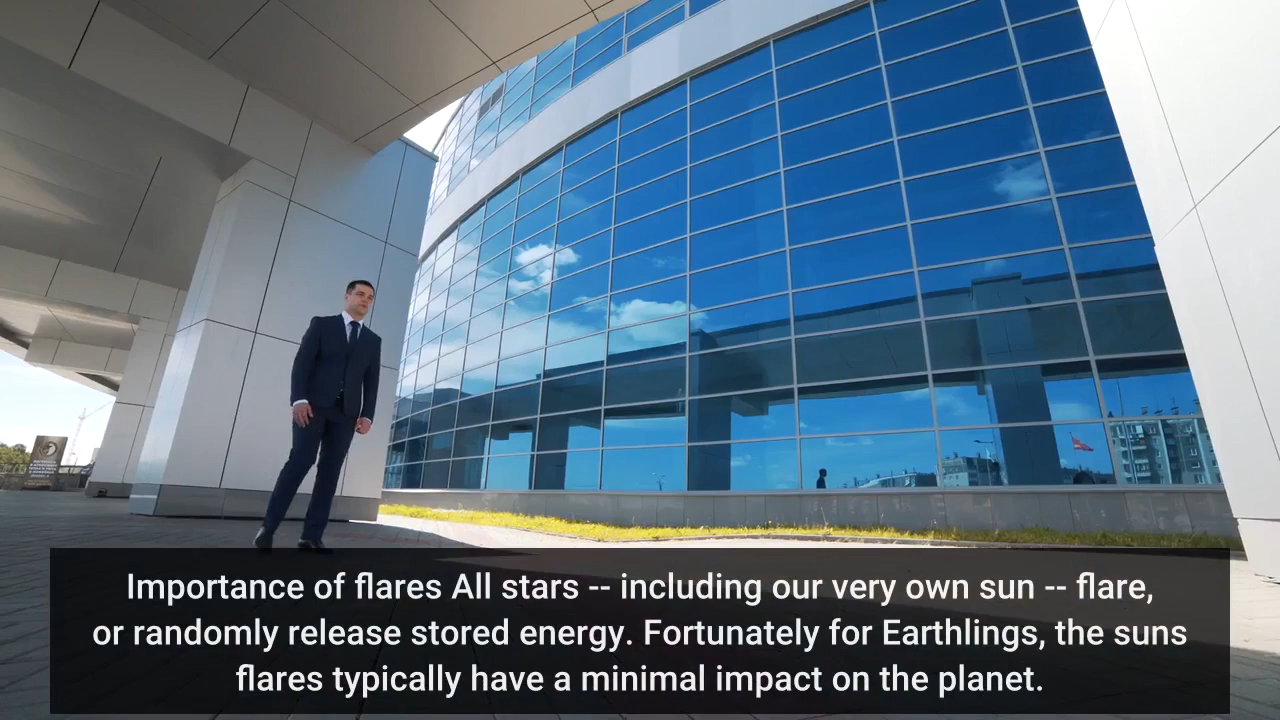 Importance of flares All stars -- including our very own sun -- flare,
or randomly release stored energy. Fortunately for Earthlings, the suns
flares typically have a minimal impact on the planet.